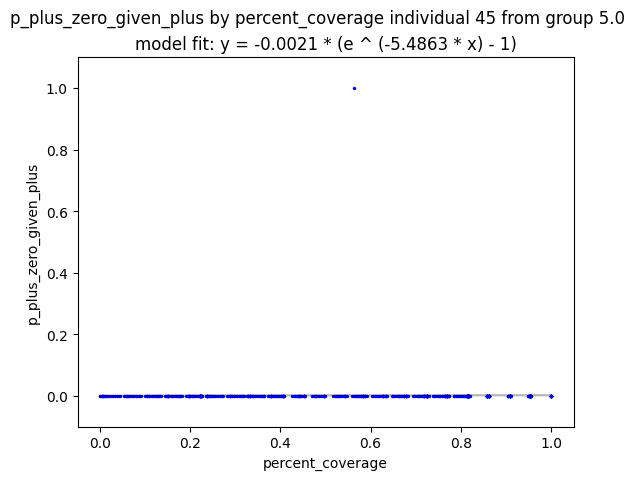 p_plus_zero_given_plus by percent_coverage individual 45 from group 5.0
model fit: y = -0.0021 * (e ^ (-5.4863 * x) - 1)
p_plus_zero_given_plus
1.0
0.8
0.6
0.4
0.2
0.0
0.0 0.2 0.4 0.6 0.8 1.0
percent_coverage